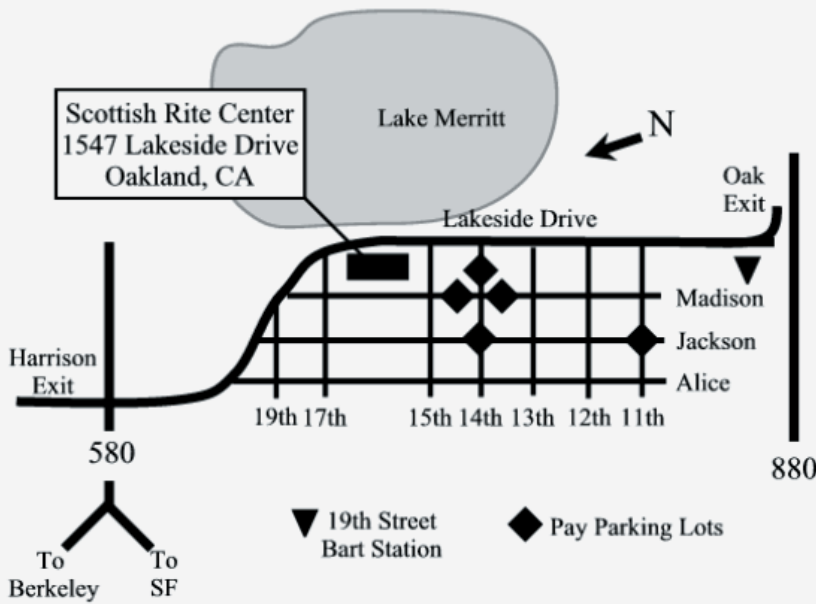 Scottish Rite Center
1547 Lakeside Drive
Oakland, CA
Lake Merritt
N
Oak
Exit
Lakeside Drive
Madison
Jackson
Alice
Harrison
Exit
19th 17th 15th 14th 13th 12th 11th
580
880
19th Street
Bart Station
Pay Parking Lots
To
Berkeley
To
SF